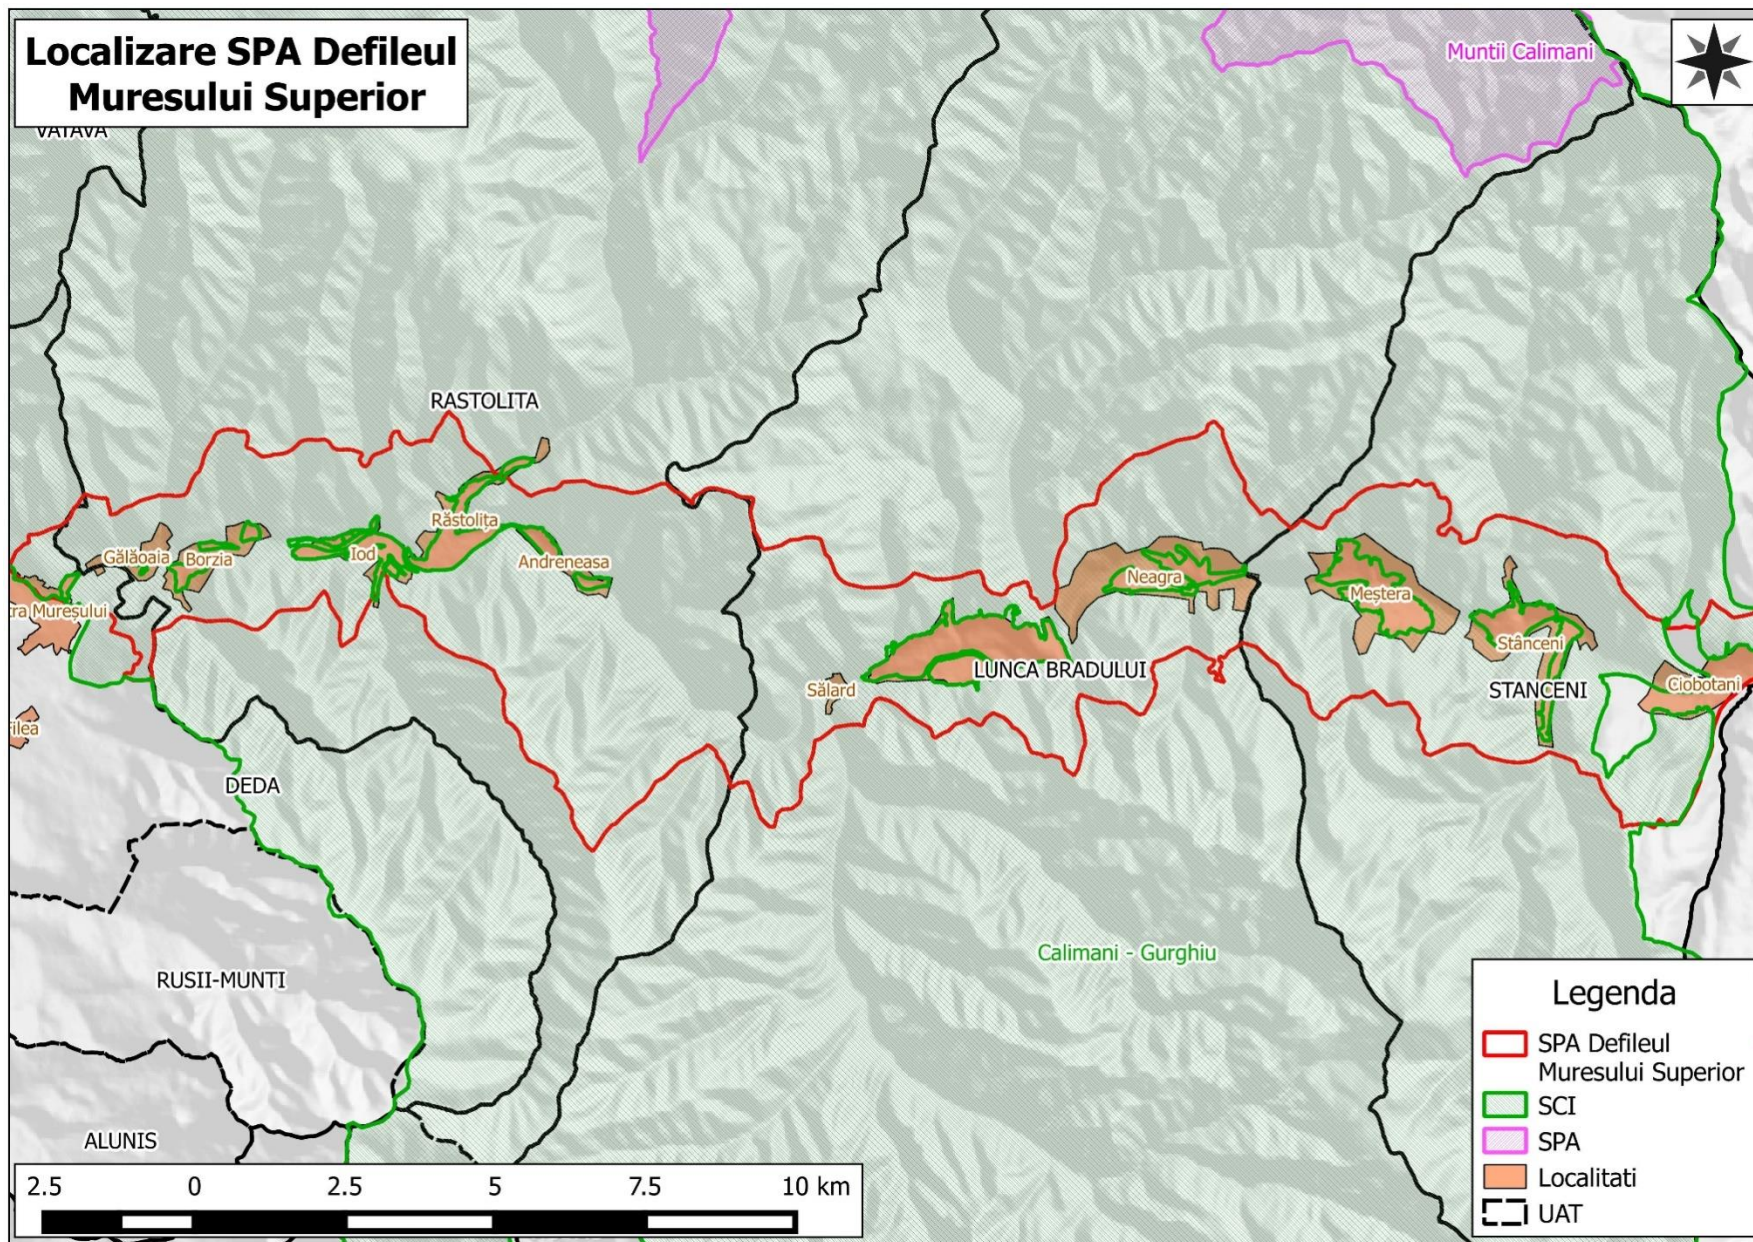 Localizare SPA Defileul
Muresului Superior
Muntii Calimani
VATAVA
RASTOLITA
Răstolița
Gălăoaia
Borzia
Iod
Andreneasa
Neagra
Meștera
tra Mureșului
Stânceni
LUNCA BRADULUI
Sălard
STANCENI
Ciobotani
ilea
DEDA
Calimani - Gurghiu
RUSII-MUNTI
ALUNIS
Legenda
SPA Defileul
Muresului Superior
SCI
SPA
Localitati
UAT
2.5 0 2.5 5 7.5 10 km